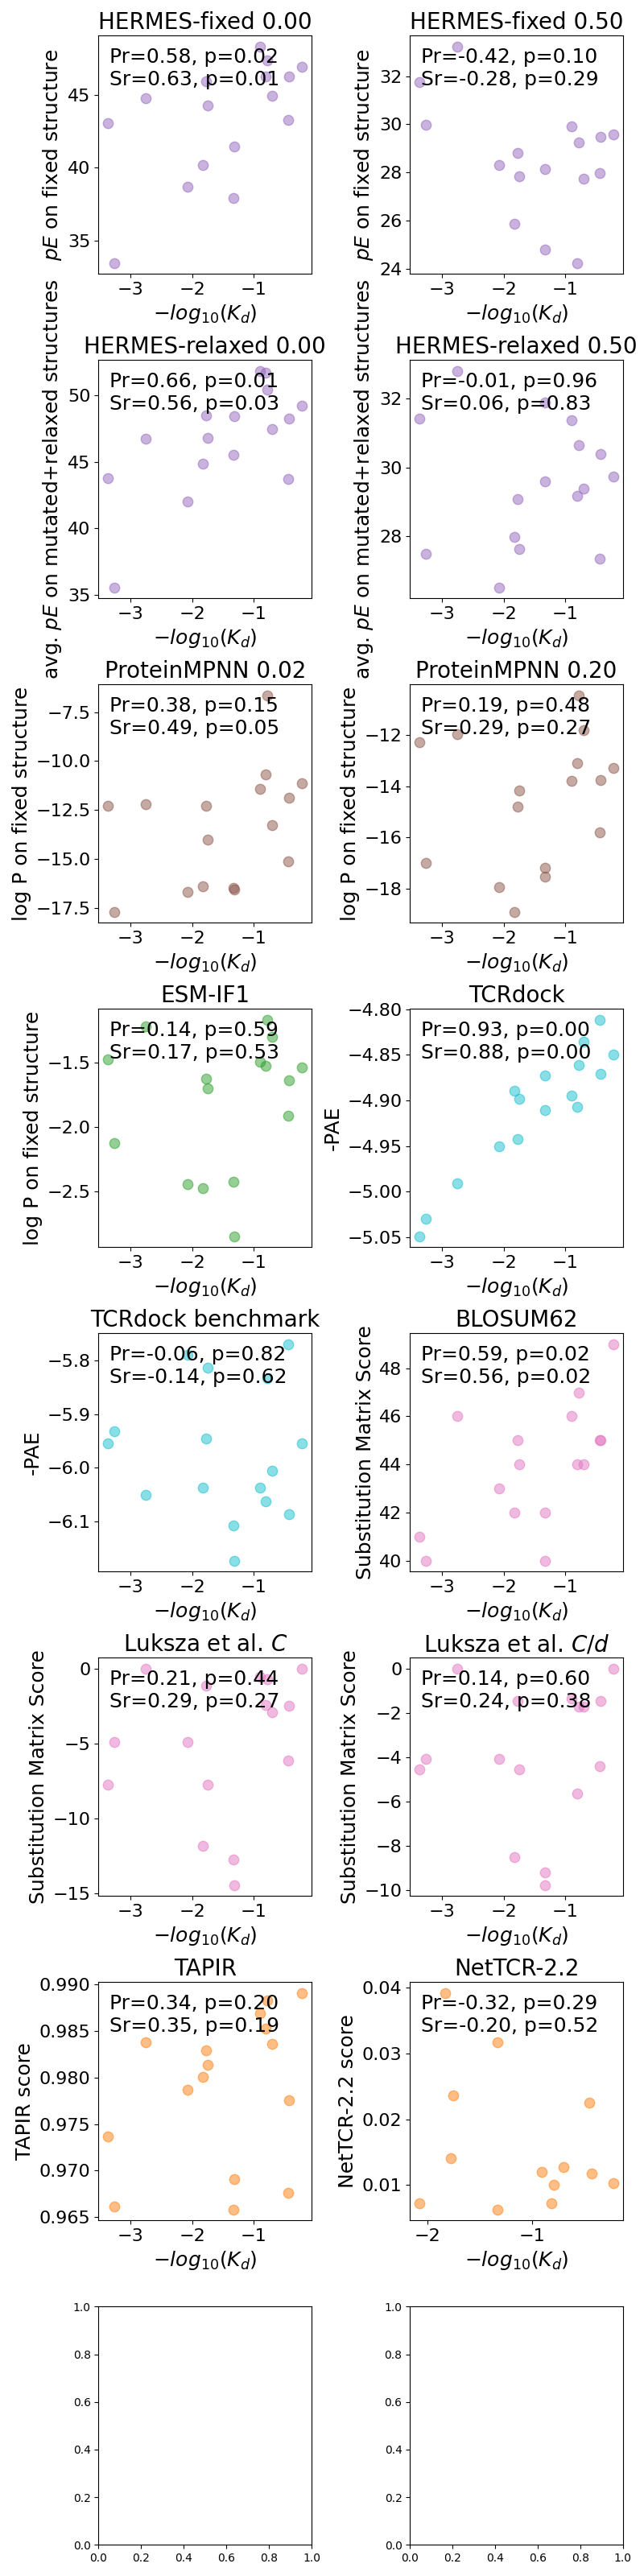 HERMES-fixed 0.00
Pr=0.58, p=0.02
Sr=0.63, p=0.01
pE on fixed structure
45
40
35
−3
−1
−log10(Kd)
HERMES-fixed 0.50
Pr=-0.42, p=0.10
Sr=-0.28, p=0.29
pE on fixed structure
32
30
28
26
24
−3
−2
−1
−log10(Kd)
HERMES-relaxed 0.00
Pr=0.66, p=0.01
Sr=0.56, p=0.03
avg. pE on mutated+relaxed structures
50
45
40
35
−3
−1
−log10(Kd)
HERMES-relaxed 0.50
Pr=-0.01, p=0.96
Sr=0.06, p=0.83
avg. pE on mutated+relaxed structures
32
30
28
−3
−2
−1
−log10(Kd)
ProteinMPNN 0.02
Pr=0.38, p=0.15
Sr=0.49, p=0.05
log P on fixed structure
−7.5
−10.0
−12.5
−15.0
−17.5
−3
−1
−log10(Kd)
ProteinMPNN 0.20
Pr=0.19, p=0.48
Sr=0.29, p=0.27
log P on fixed structure
−12
−14
−16
−18
−3
−2
−1
−log10(Kd)
ESM-IF1
Pr=0.14, p=0.59
Sr=0.17, p=0.53
log P on fixed structure
−1.5
−2.0
−2.5
−3
−1
−log10(Kd)
TCRdock
Pr=0.93, p=0.00
Sr=0.88, p=0.00
-PAE
−4.80
−4.85
−4.90
−4.95
−5.00
−5.05
−3
−2
−1
−log10(Kd)
TCRdock benchmark
Pr=-0.06, p=0.82
Sr=-0.14, p=0.62
-PAE
−5.8
−5.9
−6.0
−6.1
−3
−1
−log10(Kd)
BLOSUM62
Pr=0.59, p=0.02
Sr=0.56, p=0.02
Substitution Matrix Score
48
46
44
42
40
−3
−2
−1
−log10(Kd)
Luksza et al. C
Pr=0.21, p=0.44
Sr=0.29, p=0.27
Substitution Matrix Score
0
−5
−10
−15
−3
−1
−log10(Kd)
Luksza et al. C/d
Pr=0.14, p=0.60
Sr=0.24, p=0.38
Substitution Matrix Score
0
−2
−4
−6
−8
−10
−3
−2
−1
−log10(Kd)
TAPIR
Pr=0.34, p=0.20
Sr=0.35, p=0.19
TAPIR score
0.990
0.985
0.980
0.975
0.970
0.965
−3
−1
−log10(Kd)
NetTCR-2.2
Pr=-0.32, p=0.29
Sr=-0.20, p=0.52
NetTCR-2.2 score
0.04
0.03
0.02
0.01
−2
−1
−log10(Kd)
1.0
0.8
0.6
0.4
0.2
0.0
0.0 0.2 0.4 0.6 0.8 1.0
1.0
0.8
0.6
0.4
0.2
0.0
0.0 0.2 0.4 0.6 0.8 1.0